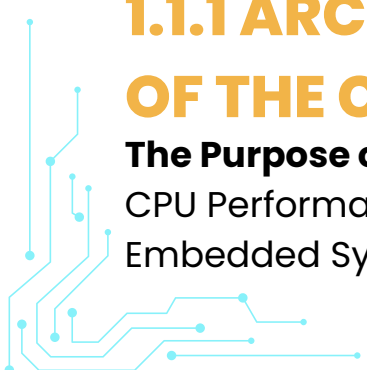 1.1.1 ARC
OF THE C
The Purpose o
CPU Performa
Embedded Sy